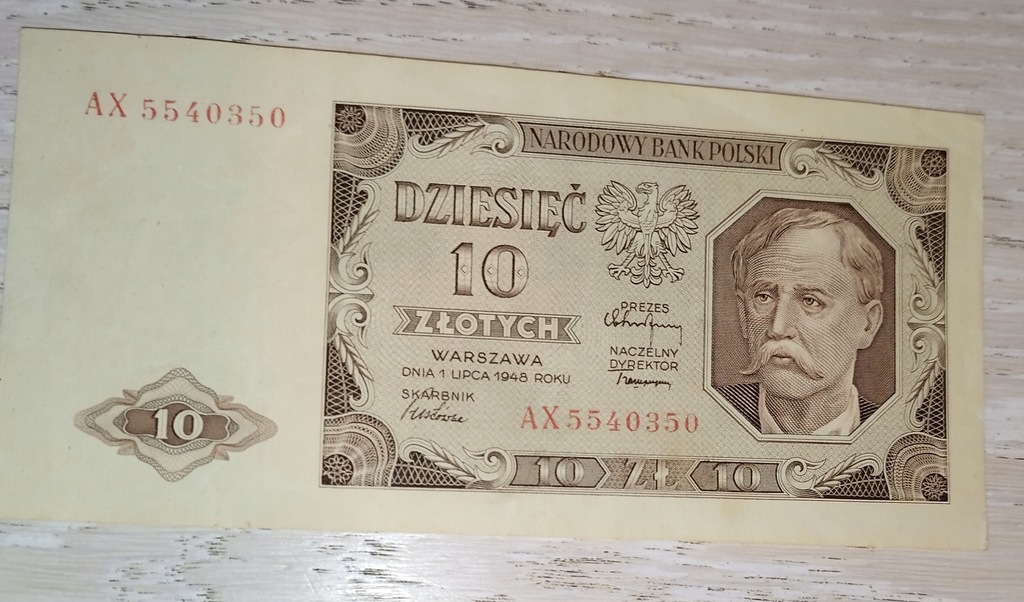 AX 5540350
NARODOWY BANK POLSKI
DZIESIĘĆ
10
ZŁOTYCH
WARSZAWA
DNIA 1 LIPCA 1948 ROKU
SKARBNIK
PREZES
NACZELNY
DYREKTOR
AX 5540350
10
10 ZŁ 10